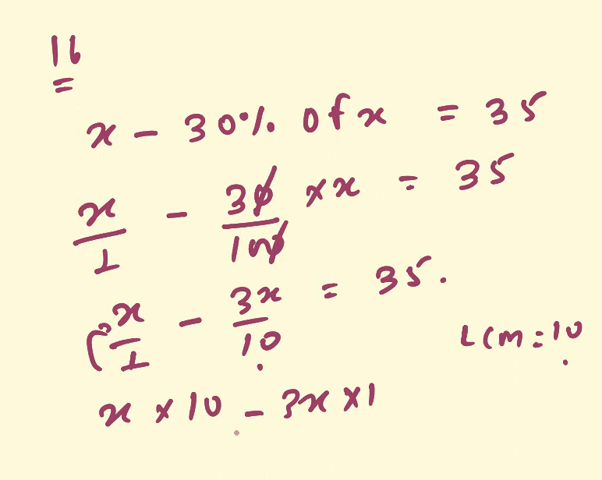 16
=
x - 30% of x = 35
x/1 - 30/100 × x = 35
x/1 - 3x/10 = 35.
LCM = 10
x × 10 - 3x × 1